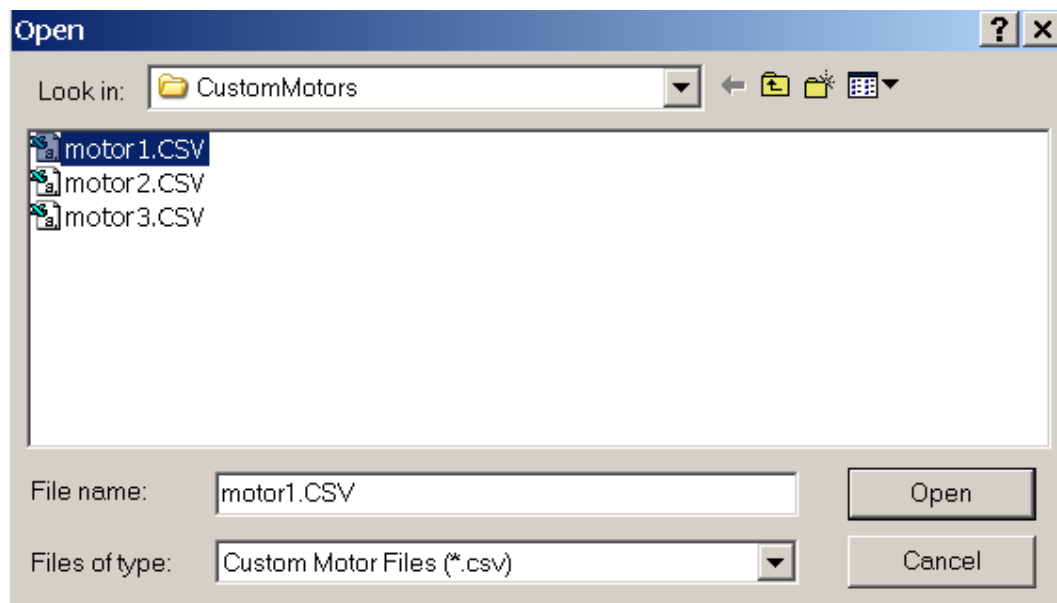 Open
Look in: CustomMotors
motor1.CSV
motor2.CSV
motor3.CSV
File name: motor1.CSV Open
Files of type: Custom Motor Files (*.csv) Cancel